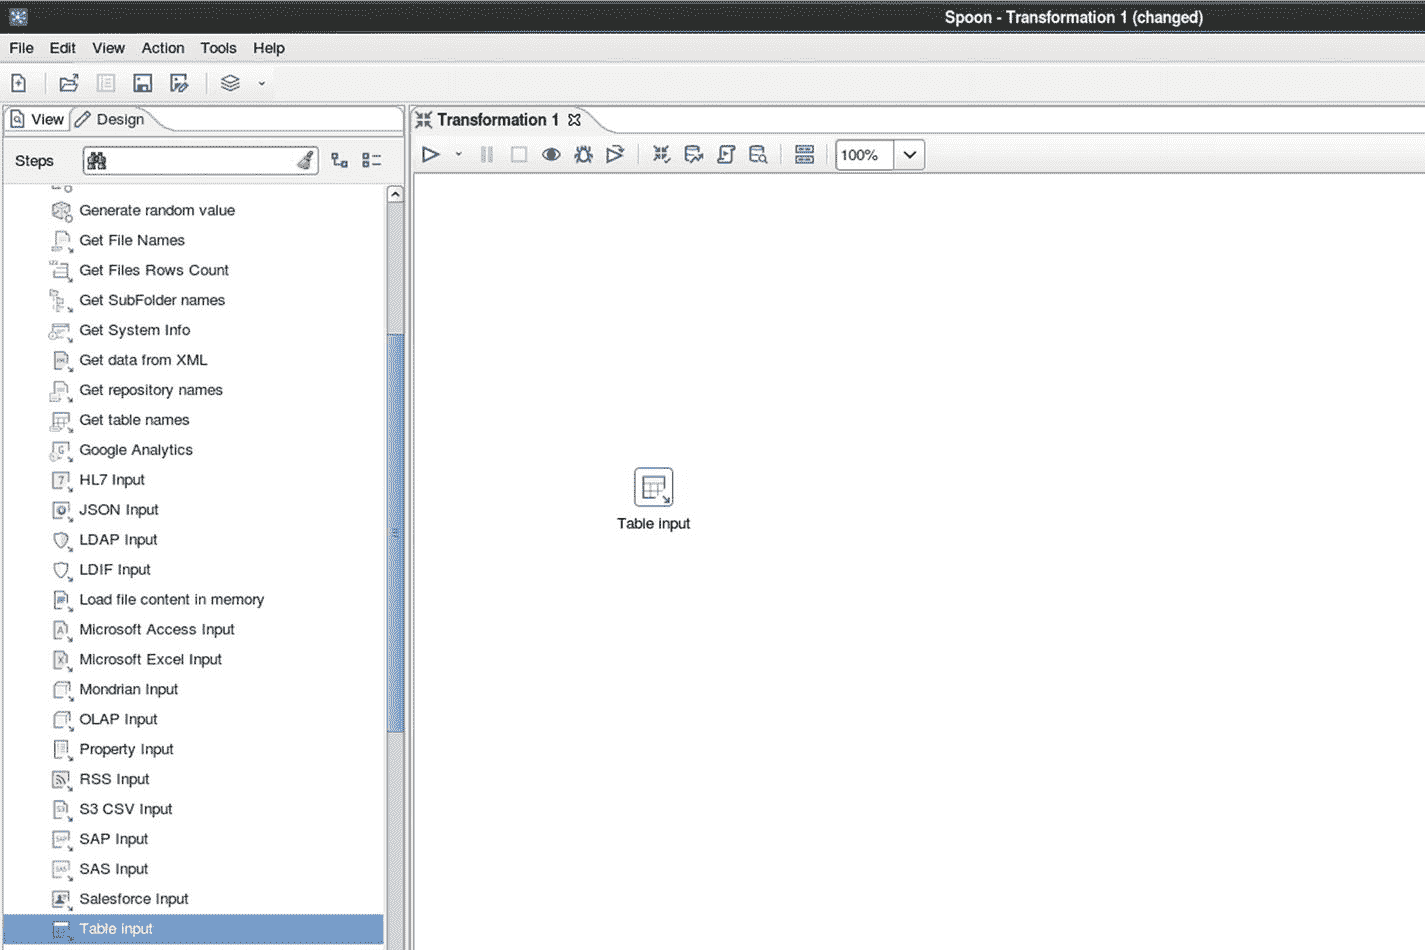 Spoon - Transformation 1 (changed)
File Edit View Action Tools Help
View Design
Transformation 1
Steps
100%
Generate random value
Get File Names
Get Files Rows Count
Get SubFolder names
Get System Info
Get data from XML
Get repository names
Get table names
Google Analytics
HL7 Input
JSON Input
LDAP Input
LDIF Input
Load file content in memory
Microsoft Access Input
Microsoft Excel Input
Mondrian Input
OLAP Input
Property Input
RSS Input
S3 CSV Input
SAP Input
SAS Input
Salesforce Input
Table input
Table input